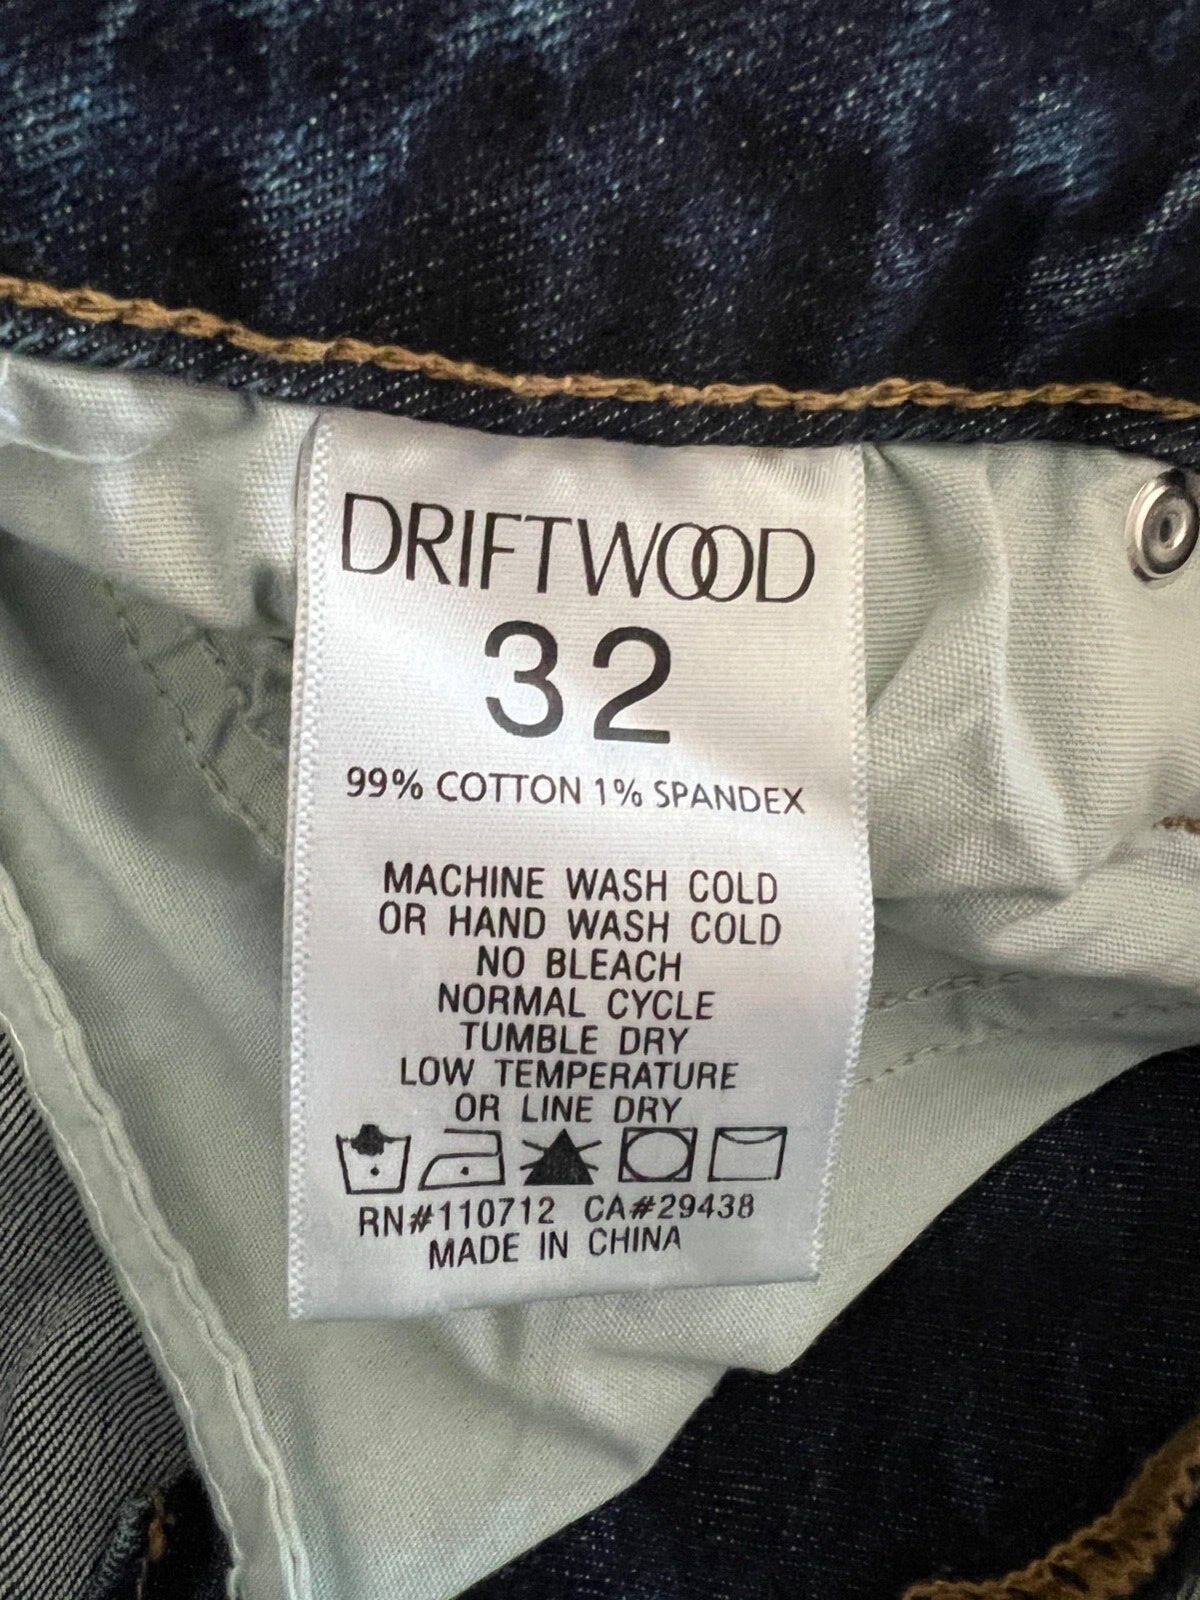 DRIFTWOOD
32
99% COTTON 1% SPANDEX
MACHINE WASH COLD
OR HAND WASH COLD
NO BLEACH
NORMAL CYCLE
TUMBLE DRY
LOW TEMPERATURE
OR LINE DRY
RN#110712 CA#29438
MADE IN CHINA